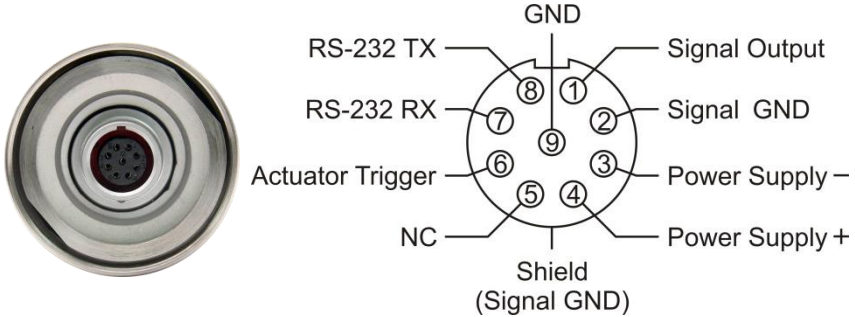 GND
RS-232 TX
Signal Output
8
1
RS-232 RX
Signal GND
7
2
9
Actuator Trigger
6
3
Power Supply –
5
4
NC
Power Supply +
Shield
(Signal GND)